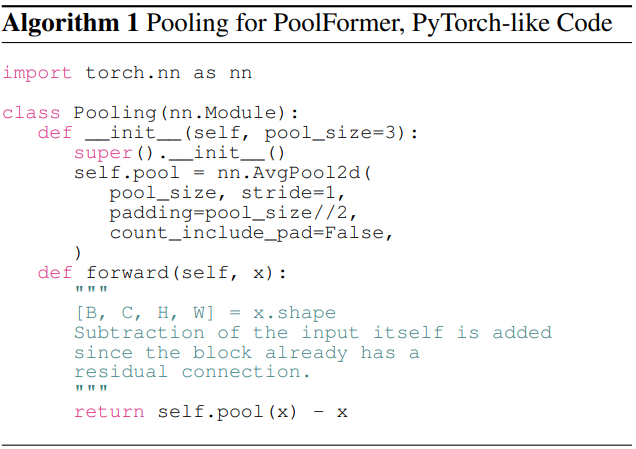 Algorithm 1 Pooling for PoolFormer, PyTorch-like Code
import torch.nn as nn
class Pooling(nn.Module):
def __init__(self, pool_size=3):
super().__init__()
self.pool = nn.AvgPool2d(
pool_size, stride=1,
padding=pool_size//2,
count_include_pad=False,
)
def forward(self, x):
"""
[B, C, H, W] = x.shape
Subtraction of the input itself is added
since the block already has a
residual connection.
"""
return self.pool(x) - x